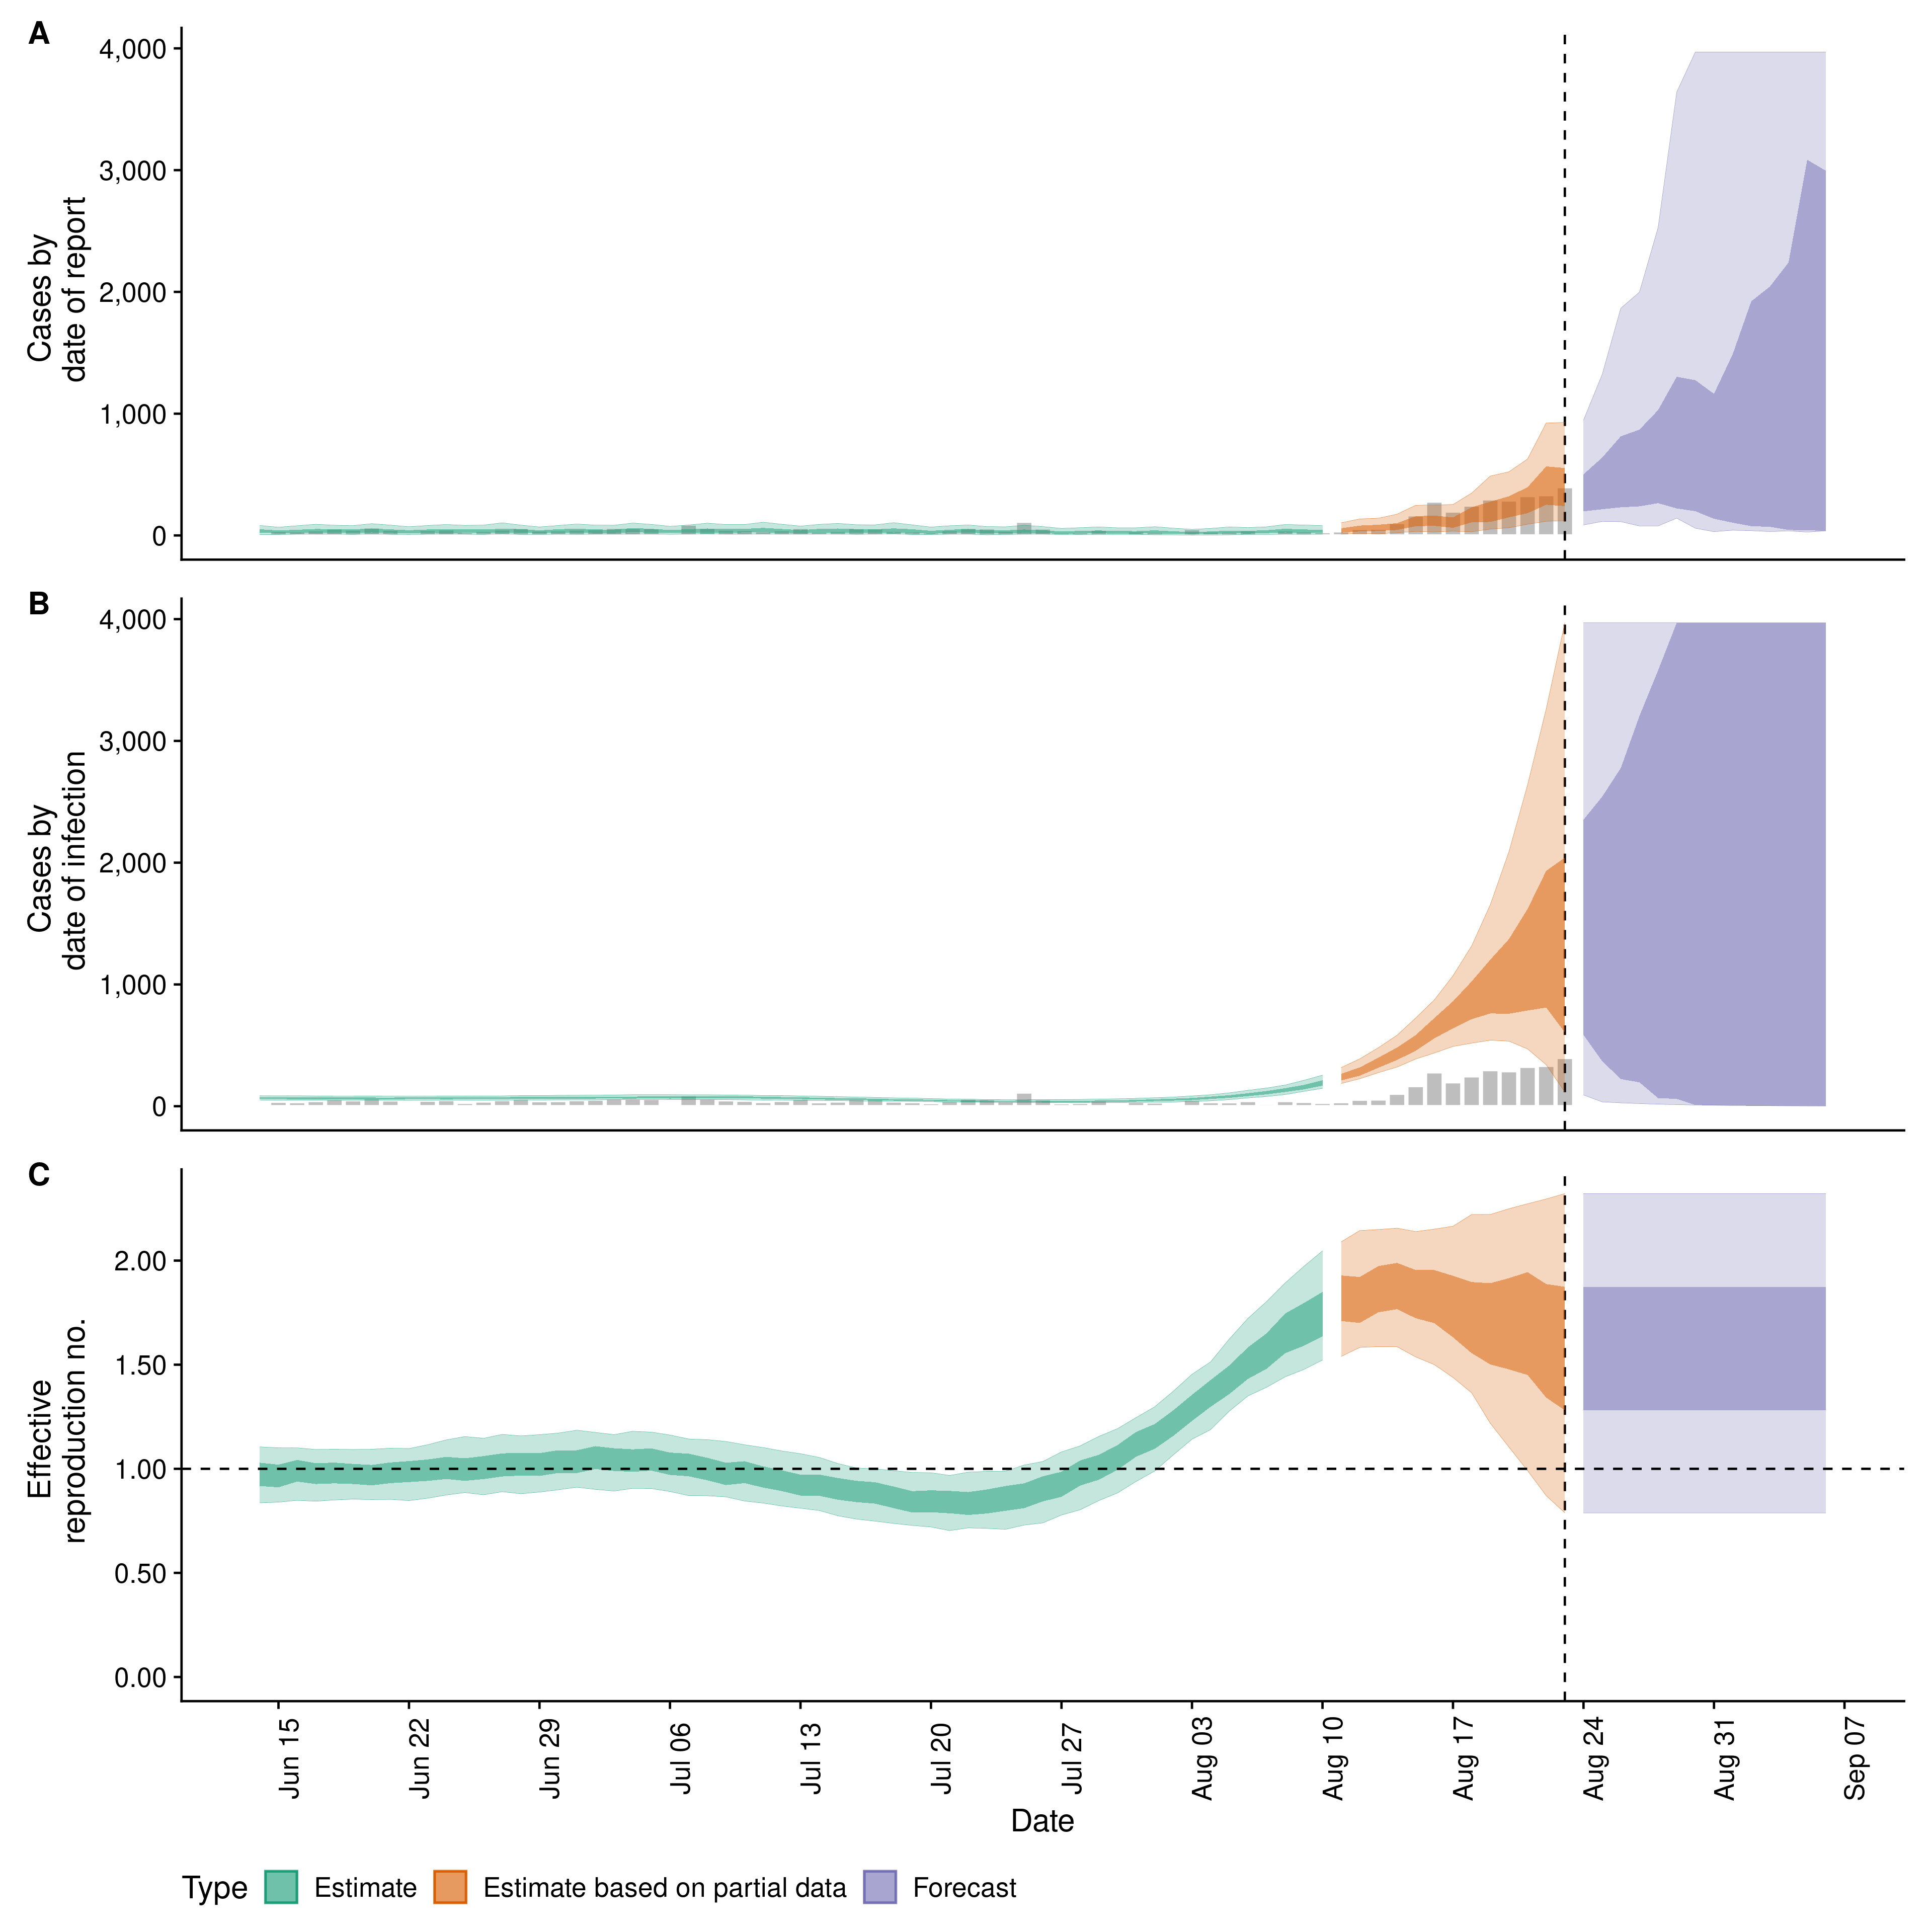 A
Cases by
date of report
4,000
3,000
2,000
1,000
0
B
Cases by
date of infection
4,000
3,000
2,000
1,000
0
C
Effective
reproduction no.
2.00
1.50
1.00
0.50
0.00
Jun 15
Jun 22
Jun 29
Jul 06
Jul 13
Jul 20
Jul 27
Aug 03
Aug 10
Aug 17
Aug 24
Aug 31
Sep 07
Date
Type Estimate Estimate based on partial data Forecast